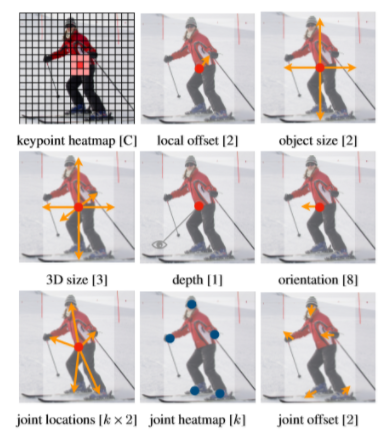 keypoint heatmap [C] local offset [2] object size [2]
3D size [3] depth [1] orientation [8]
joint locations [k × 2] joint heatmap [k] joint offset [2]